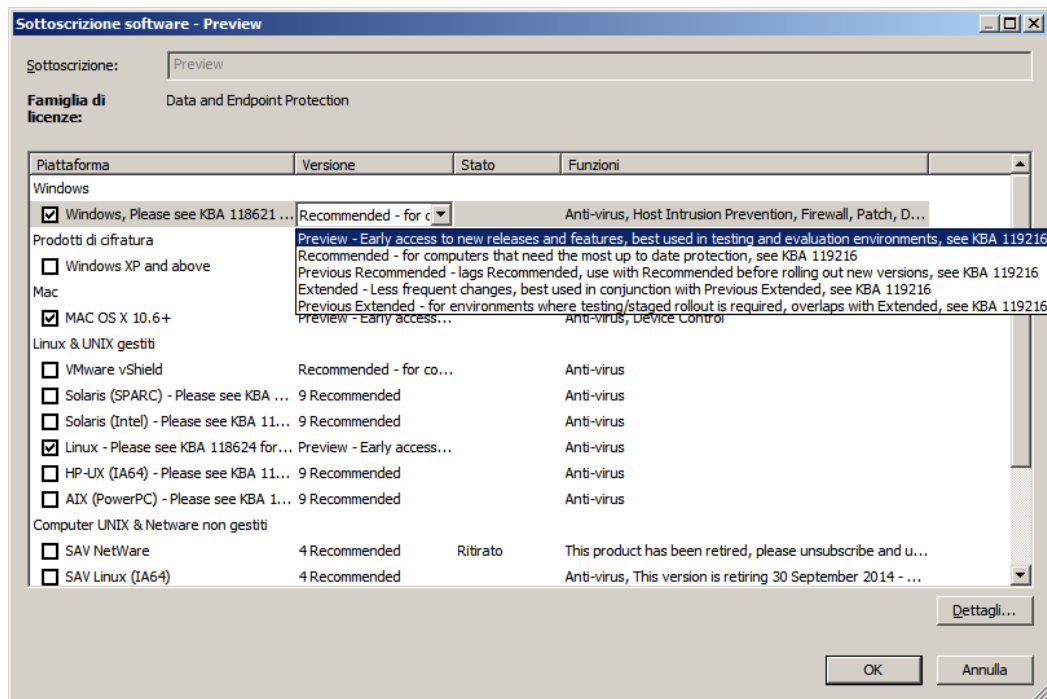 Sottoscrizione software - Preview
Sottoscrizione: Preview
Famiglia di licenze: Data and Endpoint Protection
Piattaforma Versione Stato Funzioni
Windows
Windows, Please see KBA 118621 ... Recommended - for c Anti-virus, Host Intrusion Prevention, Firewall, Patch, D...
Preview - Early access to new releases and features, best used in testing and evaluation environments, see KBA 119216
Recommended - for computers that need the most up to date protection, see KBA 119216
Previous Recommended - lags Recommended, use with Recommended before rolling out new versions, see KBA 119216
Extended - Less frequent changes, best used in conjunction with Previous Extended, see KBA 119216
Previous Extended - for environments where testing/staged rollout is required, overlaps with Extended, see KBA 119216
Prodotti di cifratura
Windows XP and above
Mac
MAC OS X 10.6+ Preview - Early access... Anti-virus, Device Control
Linux & UNIX gestiti
VMware vShield Recommended - for co... Anti-virus
Solaris (SPARC) - Please see KBA ... 9 Recommended Anti-virus
Solaris (Intel) - Please see KBA 11... 9 Recommended Anti-virus
Linux - Please see KBA 118624 for... Preview - Early access... Anti-virus
HP-UX (IA64) - Please see KBA 11... 9 Recommended Anti-virus
AIX (PowerPC) - Please see KBA 1... 9 Recommended Anti-virus
Computer UNIX & Netware non gestiti
SAV NetWare 4 Recommended Ritirato This product has been retired, please unsubscribe and u...
SAV Linux (IA64) 4 Recommended Anti-virus, This version is retiring 30 September 2014 - ...
Dettagli...
OK Annulla